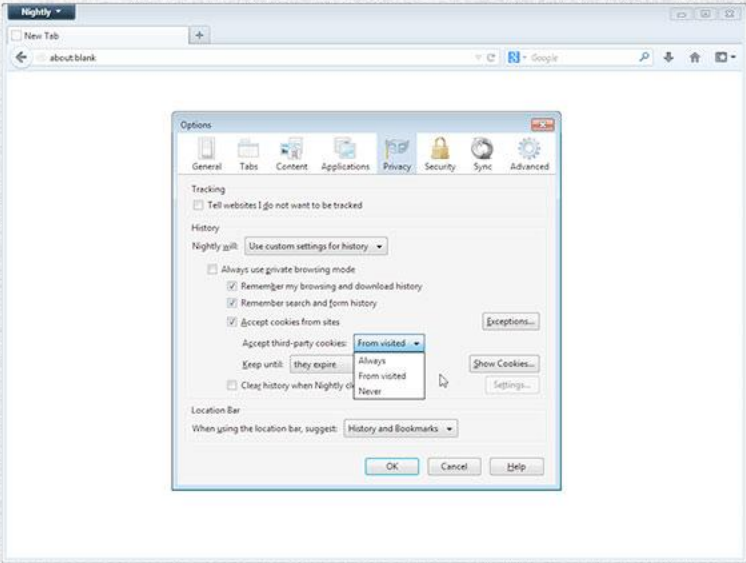 Nightly
New Tab
about:blank
Google
Options
General Tabs Content Applications Privacy Security Sync Advanced
Tracking
Tell websites I do not want to be tracked
History
Nightly will: Use custom settings for history
Always use private browsing mode
Remember my browsing and download history
Remember search and form history
Accept cookies from sites Exceptions...
Accept third-party cookies: From visited
Always
Keep until: they expire Show Cookies...
From visited
Clear history when Nightly cl Settings...
Never
Location Bar
When using the location bar, suggest: History and Bookmarks
OK Cancel Help